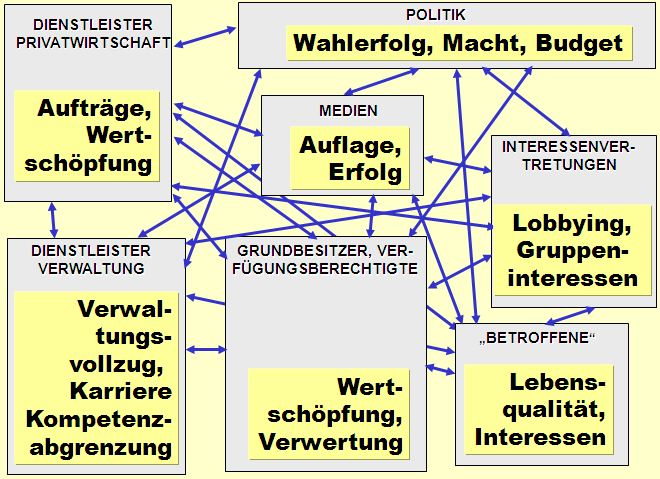 DIENSTLEISTER
PRIVATWIRTSCHAFT
Aufträge,
Wert-
schöpfung
POLITIK
Wahlerfolg, Macht, Budget
MEDIEN
Auflage,
Erfolg
INTERESSENVER-
TRETUNGEN
Lobbying,
Gruppen-
interessen
DIENSTLEISTER
VERWALTUNG
Verwal-
tungs-
vollzug,
Karriere
Kompetenz-
abgrenzung
GRUNDBESITZER, VER-
FÜGUNGSBERECHTIGTE
Wert-
schöpfung,
Verwertung
„BETROFFENE“
Lebens-
qualität,
Interessen